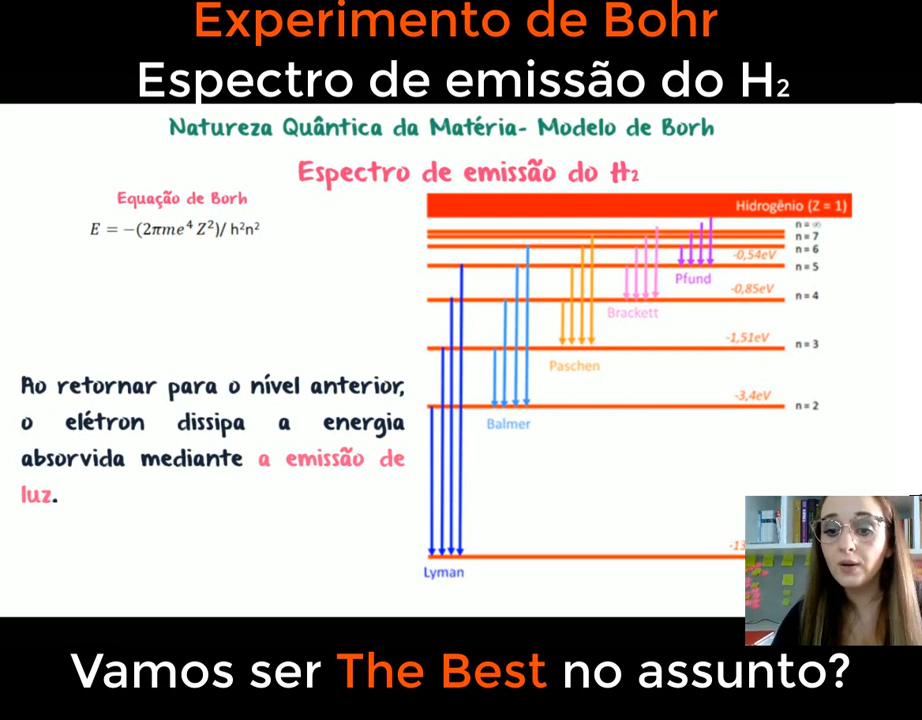 Experimento de Bohr
Espectro de emissão do H₂
Natureza Quântica da Matéria- Modelo de Borh
Espectro de emissão do H₂
Equação de Borh
E = −(2πme⁴ Z²)/ h²n²
Hidrogênio (Z = 1)
n = ∞
n = 7
n = 6
-0,54eV
n = 5
Pfund
-0,85eV
n = 4
Brackett
-1,51eV
n = 3
Paschen
-3,4eV
n = 2
Balmer
Ao retornar para o nível anterior,
o elétron dissipa a energia
absorvida mediante a emissão de
luz.
-13
Lyman
Vamos ser The Best no assunto?